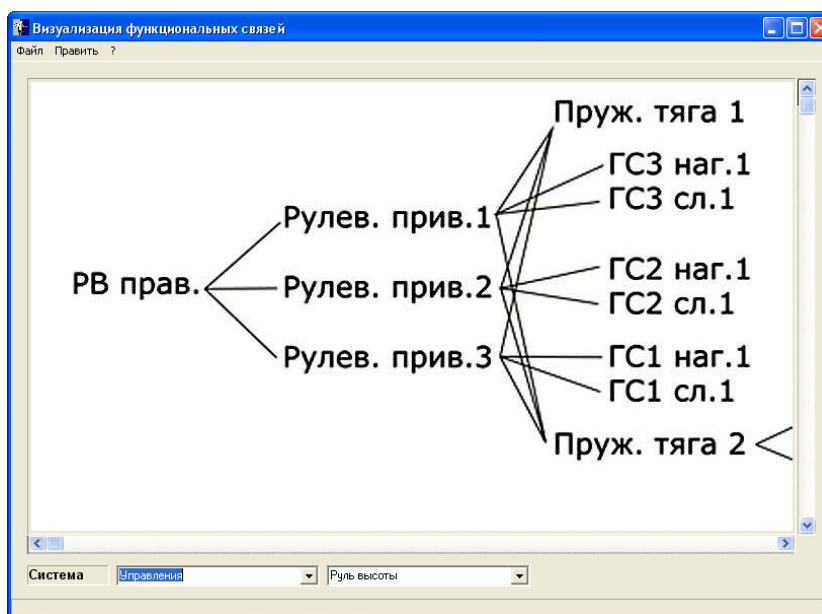 Визуализация функциональных связей
Файл Править ?
Пруж. тяга 1
ГС3 наг.1
ГС3 сл.1
Рулев. прив.1
ГС2 наг.1
РВ прав.
Рулев. прив.2
ГС2 сл.1
Рулев. прив.3
ГС1 наг.1
ГС1 сл.1
Пруж. тяга 2
Система Управления Руль высоты